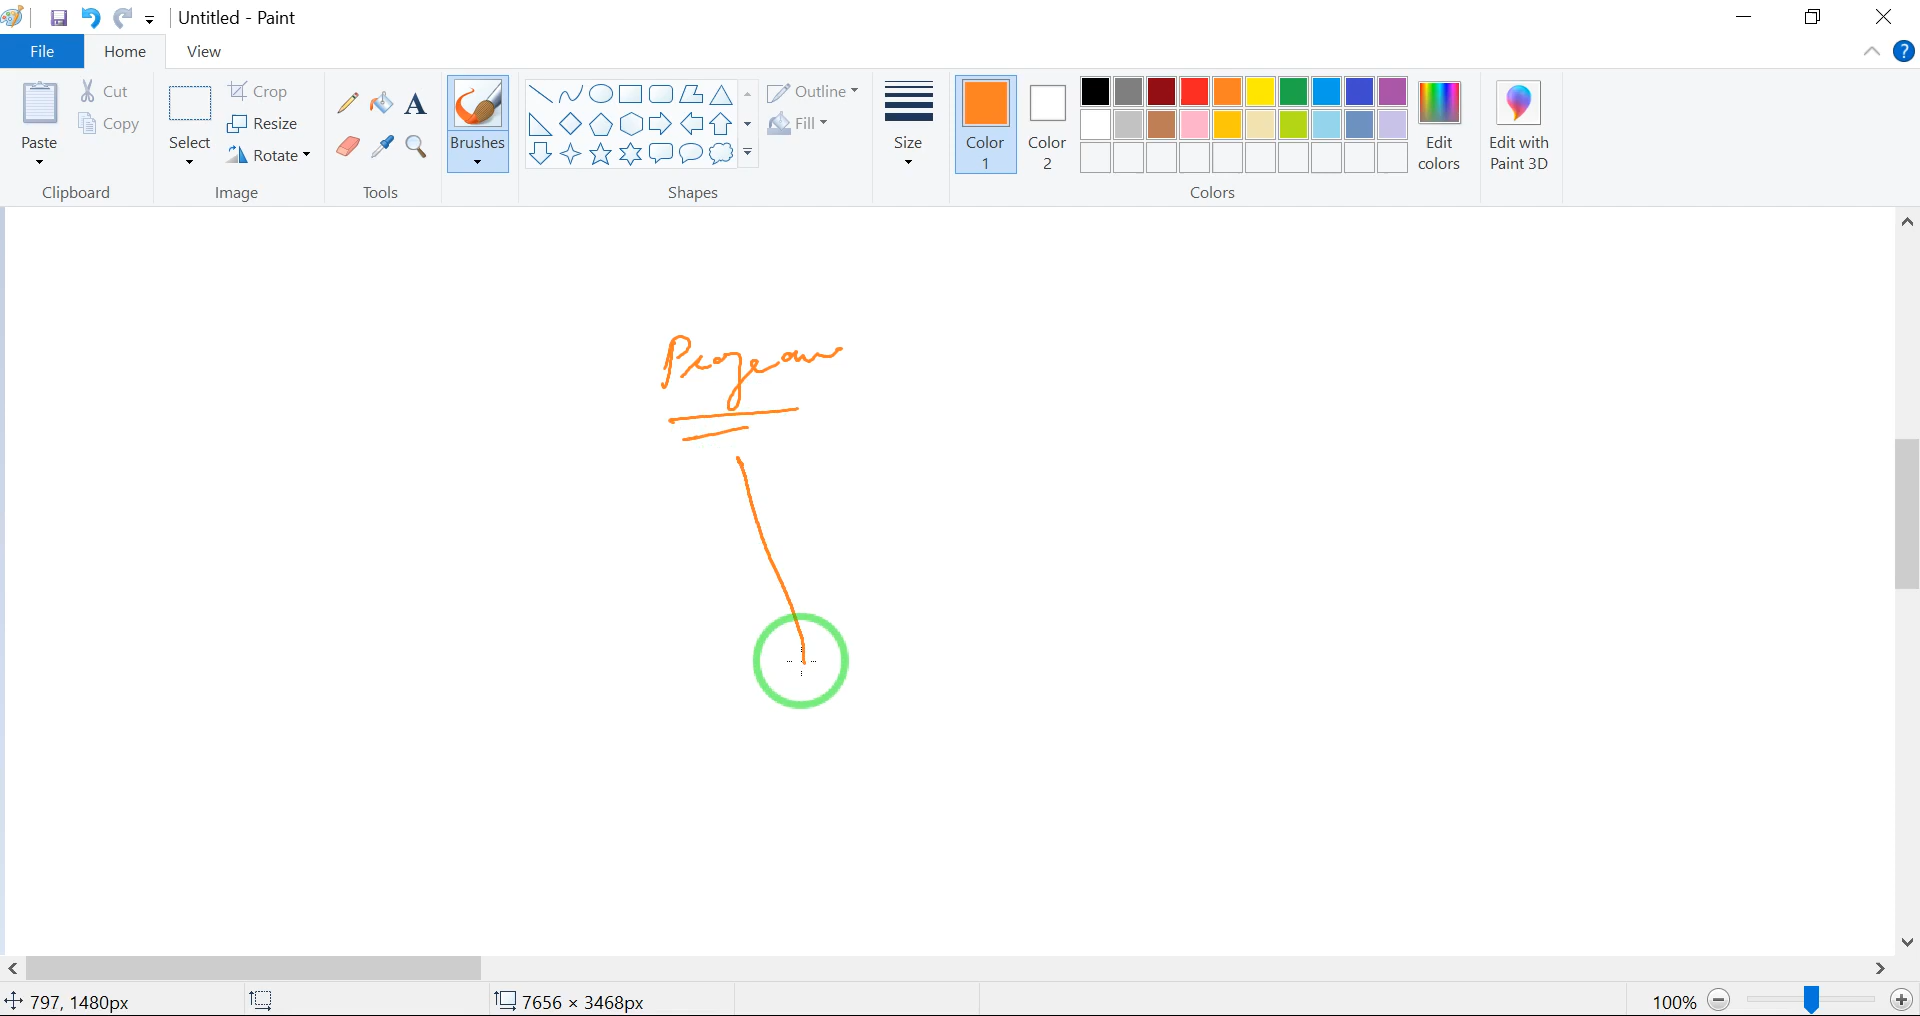 Untitled - Paint
File Home View
Paste
Cut
Copy
Clipboard
Select
Crop
Resize
Rotate
Image
Tools
Brushes
Shapes
Outline
Fill
Size
Color 1
Color 2
Edit colors
Colors
Edit with Paint 3D
Program
797, 1480px
7656 × 3468px
100%